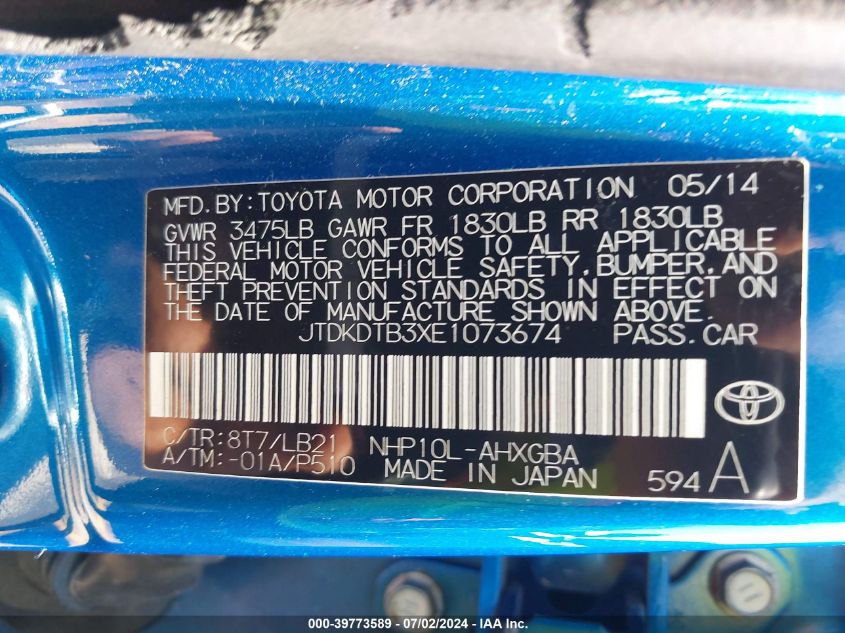 MFD.BY:TOYOTA MOTOR CORPORATION 05/14
GVWR 3475LB GAWR FR 1830LB RR 1830LB
THIS VEHICLE CONFORMS TO ALL APPLICABLE
FEDERAL MOTOR VEHICLE SAFETY,BUMPER,AND
THEFT PREVENTION STANDARDS IN EFFECT ON
THE DATE OF MANUFACTURE SHOWN ABOVE.
JTDKDTB3XE1073674 PASS.CAR
C/TR:8T7/LB21 NHP10L-AHXGBA
A/TM:-01A/P510 MADE IN JAPAN 594 A
000-39773589 - 07/02/2024 - IAA Inc.